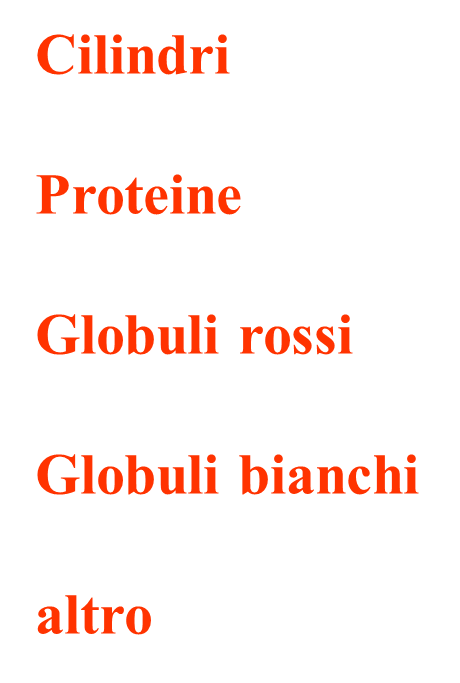 Cilindri
Proteine
Globuli rossi
Globuli bianchi
altro